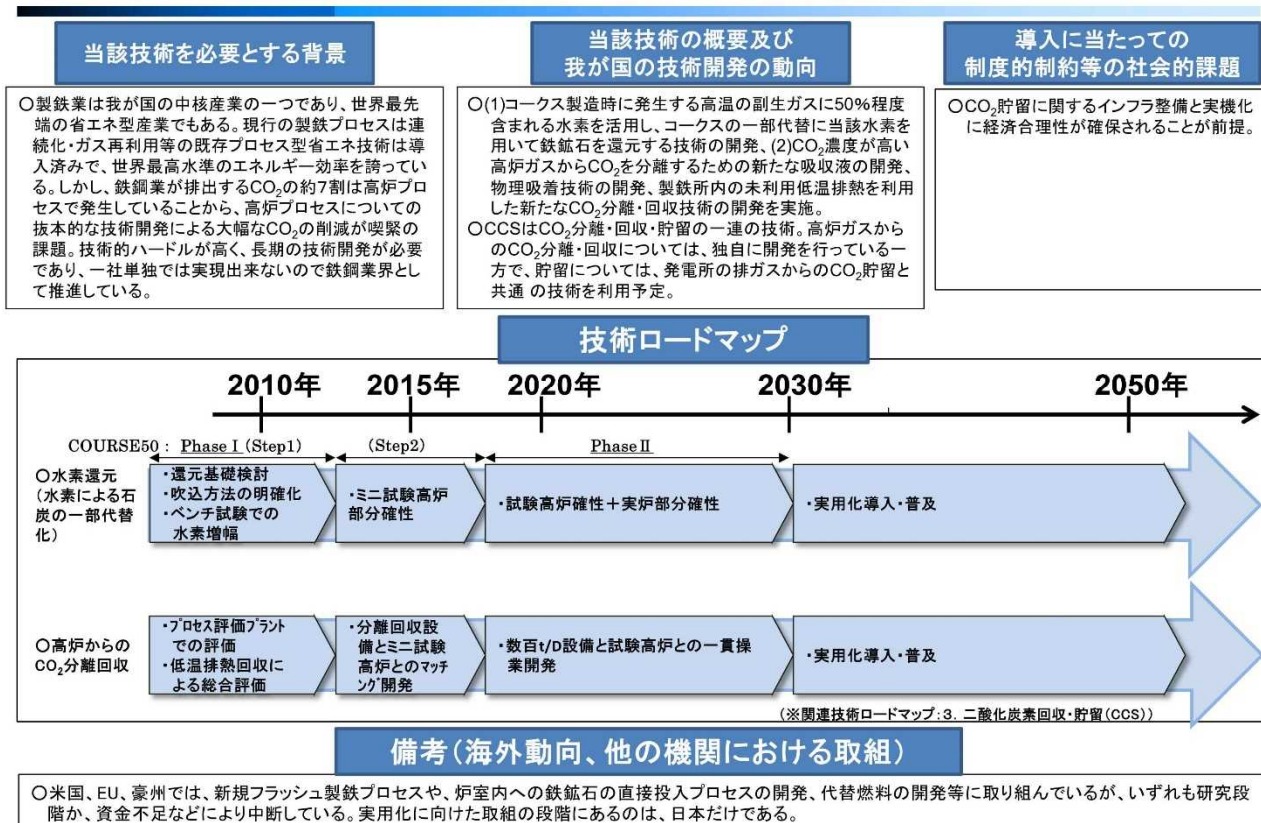 当該技術を必要とする背景
○製鉄業は我が国の中核産業の一つであり、世界最先
端の省エネ型産業でもある。現行の製鉄プロセスは連
続化・ガス再利用等の既存プロセス型省エネ技術は導
入済みで、世界最高水準のエネルギー効率を誇ってい
る。しかし、鉄鋼業が排出するCO₂の約7割は高炉プロ
セスで発生していることから、高炉プロセスについての
抜本的な技術開発による大幅なCO₂の削減が喫緊の
課題。技術的ハードルが高く、長期の技術開発が必要
であり、一社単独では実現出来ないので鉄鋼業界とし
て推進している。
当該技術の概要及び
我が国の技術開発の動向
○(1)コークス製造時に発生する高温の副生ガスに50%程度
含まれる水素を活用し、コークスの一部代替に当該水素を
用いて鉄鉱石を還元する技術の開発、(2)CO₂濃度が高い
高炉ガスからCO₂を分離するための新たな吸収液の開発、
物理吸着技術の開発、製鉄所内の未利用低温排熱を利用
した新たなCO₂分離・回収技術の開発を実施。
○CCSはCO₂分離・回収・貯留の一連の技術。高炉ガスから
のCO₂分離・回収については、独自に開発を行っている一
方で、貯留については、発電所の排ガスからのCO₂貯留と
共通 の技術を利用予定。
導入に当たっての
制度的制約等の社会的課題
○CO₂貯留に関するインフラ整備と実機化
に経済合理性が確保されることが前提。
技術ロードマップ
2010年 2015年 2020年 2030年 2050年
COURSE50 : Phase I (Step1) (Step2) Phase II
○水素還元
(水素による石
炭の一部代替
化)
・還元基礎検討
・吹込方法の明確化
・ベンチ試験での
水素増幅
・ミニ試験高炉
部分確性
・試験高炉確性＋実炉部分確性
・実用化導入・普及
○高炉からの
CO₂分離回収
・プロセス評価プラント
での評価
・低温排熱回収に
よる総合評価
・分離回収設
備とミニ試験
高炉とのマッチ
ング開発
・数百t/D設備と試験高炉との一貫操
業開発
・実用化導入・普及
(※関連技術ロードマップ：3. 二酸化炭素回収・貯留(CCS))
備考(海外動向、他の機関における取組)
○米国、EU、豪州では、新規フラッシュ製鉄プロセスや、炉室内への鉄鉱石の直接投入プロセスの開発、代替燃料の開発等に取り組んでいるが、いずれも研究段
階か、資金不足などにより中断している。実用化に向けた取組の段階にあるのは、日本だけである。